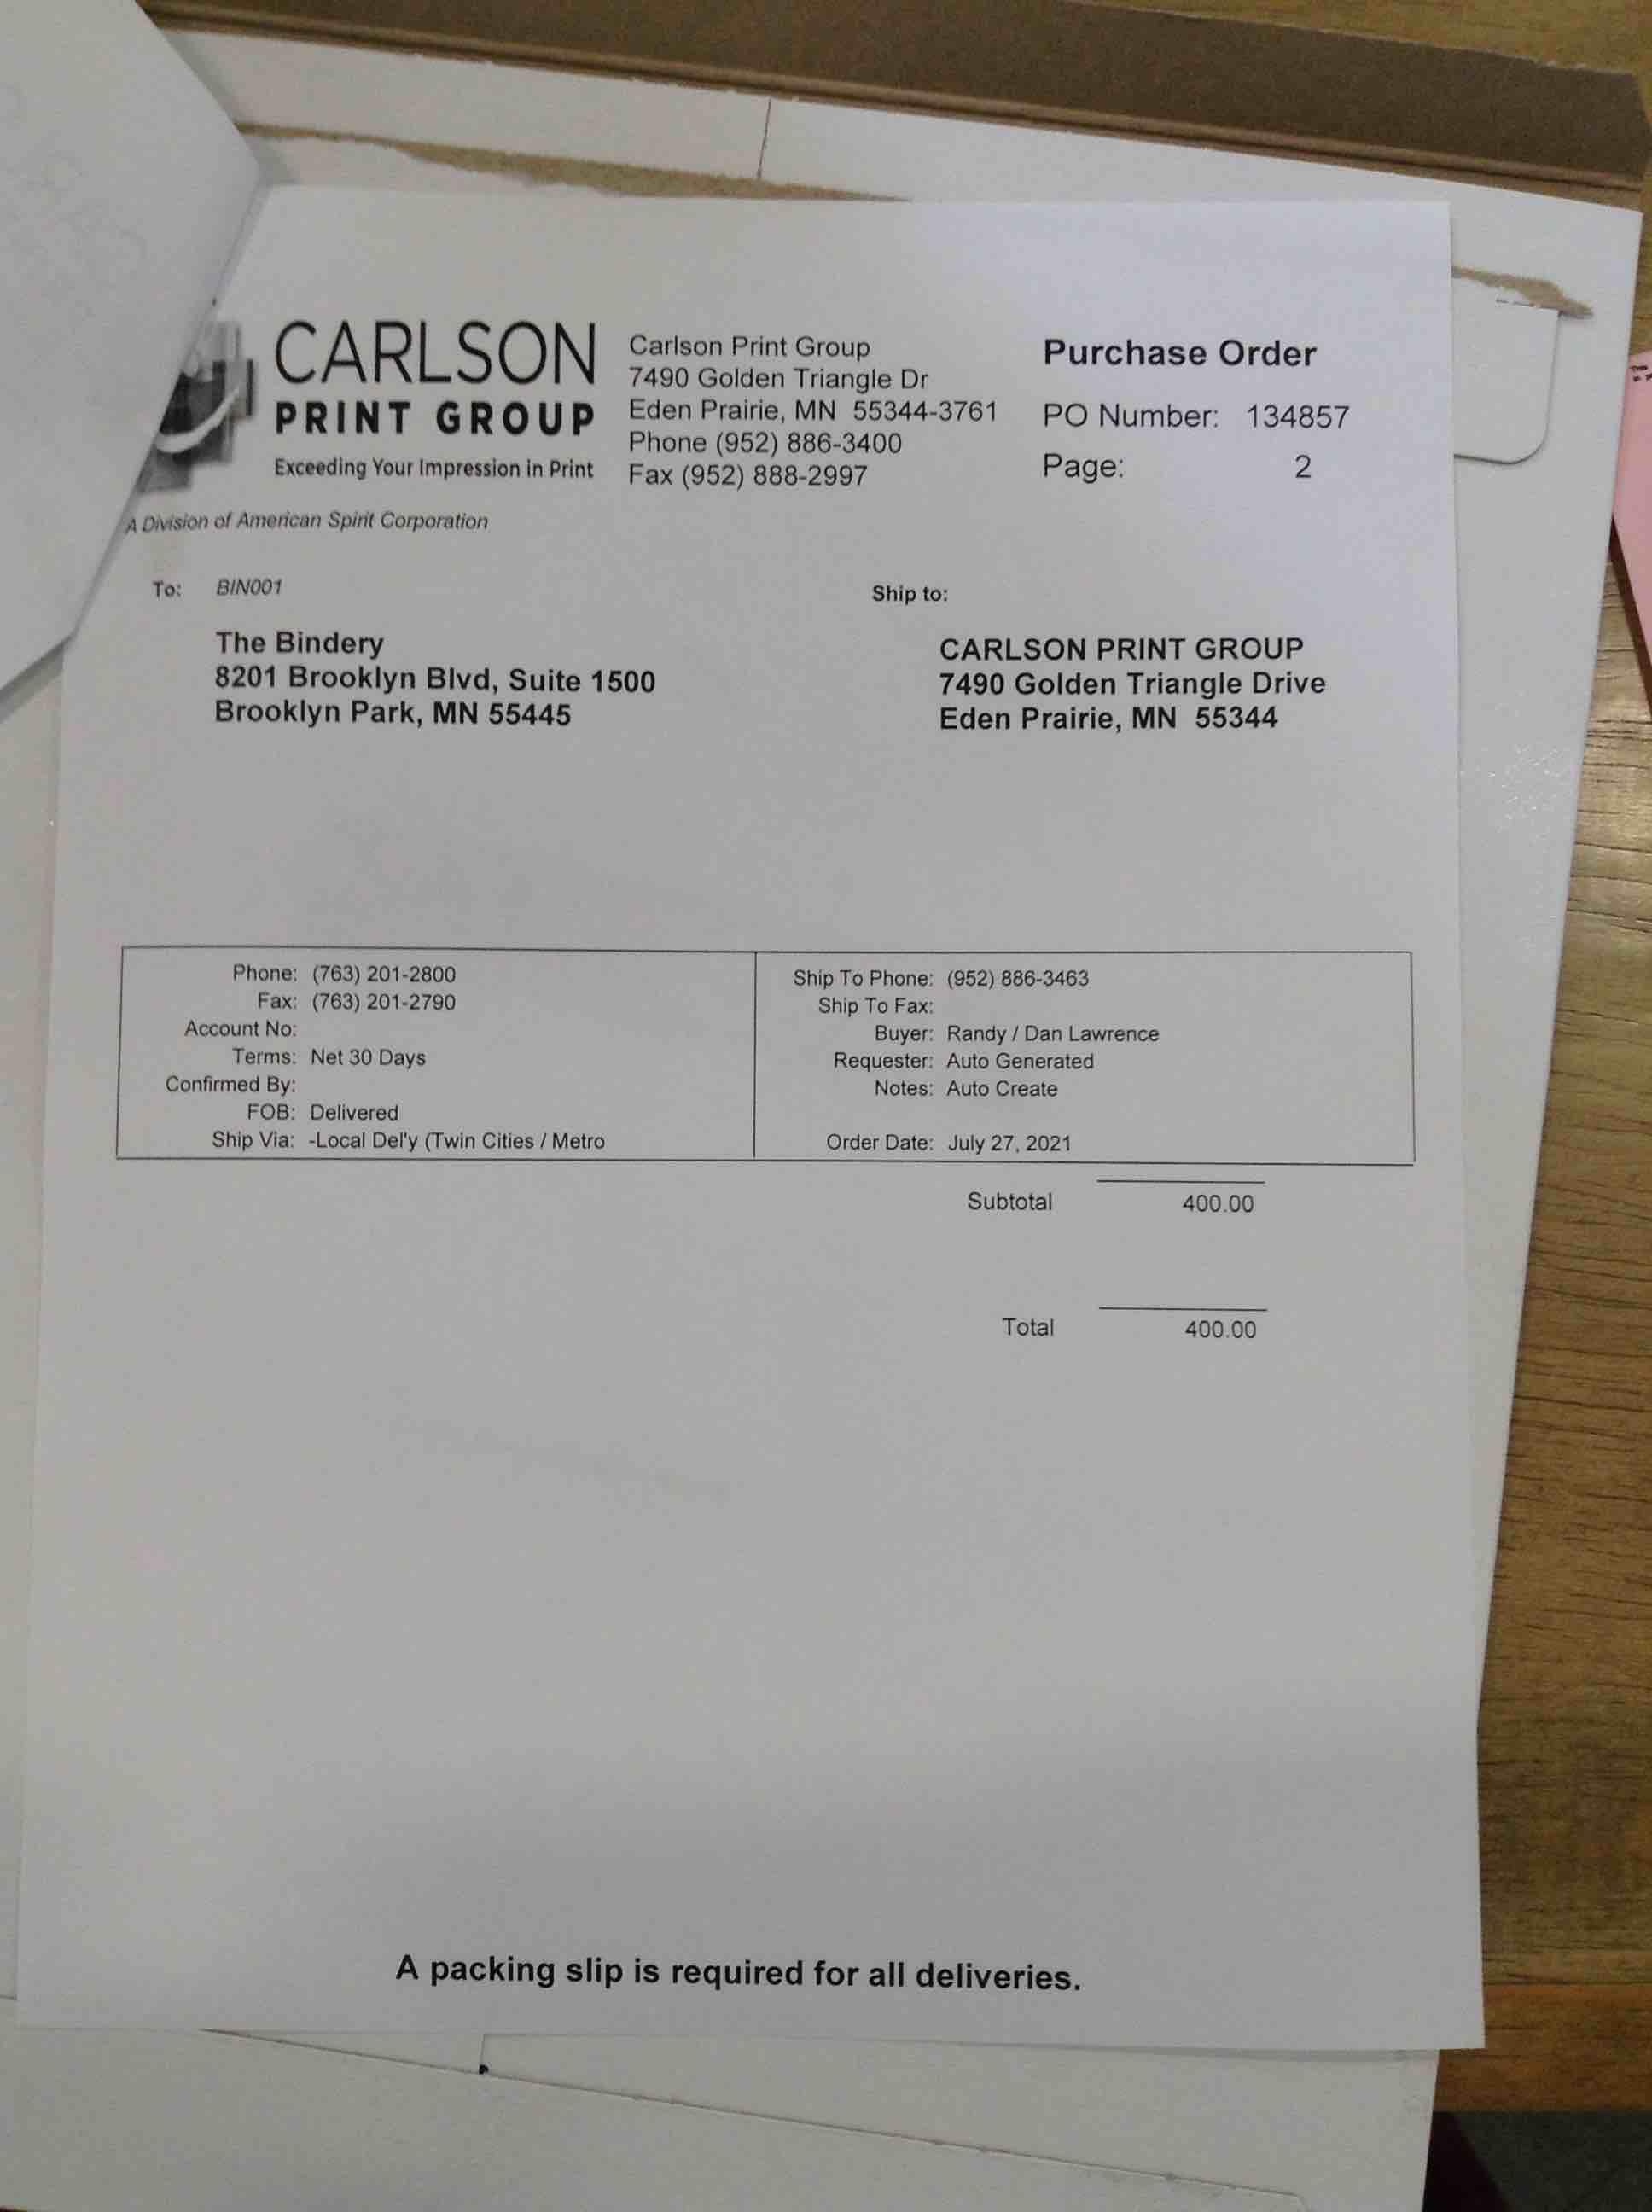 CARLSON
PRINT GROUP
Exceeding Your Impression in Print
A Division of American Spirit Corporation
Carlson Print Group
7490 Golden Triangle Dr
Eden Prairie, MN 55344-3761
Phone (952) 886-3400
Fax (952) 888-2997
Purchase Order
PO Number: 134857
Page: 2
To: BIN001
The Bindery
8201 Brooklyn Blvd, Suite 1500
Brooklyn Park, MN 55445
Ship to:
CARLSON PRINT GROUP
7490 Golden Triangle Drive
Eden Prairie, MN 55344
Phone: (763) 201-2800
Fax: (763) 201-2790
Account No:
Terms: Net 30 Days
Confirmed By:
FOB: Delivered
Ship Via: -Local Del'y (Twin Cities / Metro
Ship To Phone: (952) 886-3463
Ship To Fax:
Buyer: Randy / Dan Lawrence
Requester: Auto Generated
Notes: Auto Create
Order Date: July 27, 2021
Subtotal 400.00
Total 400.00
A packing slip is required for all deliveries.